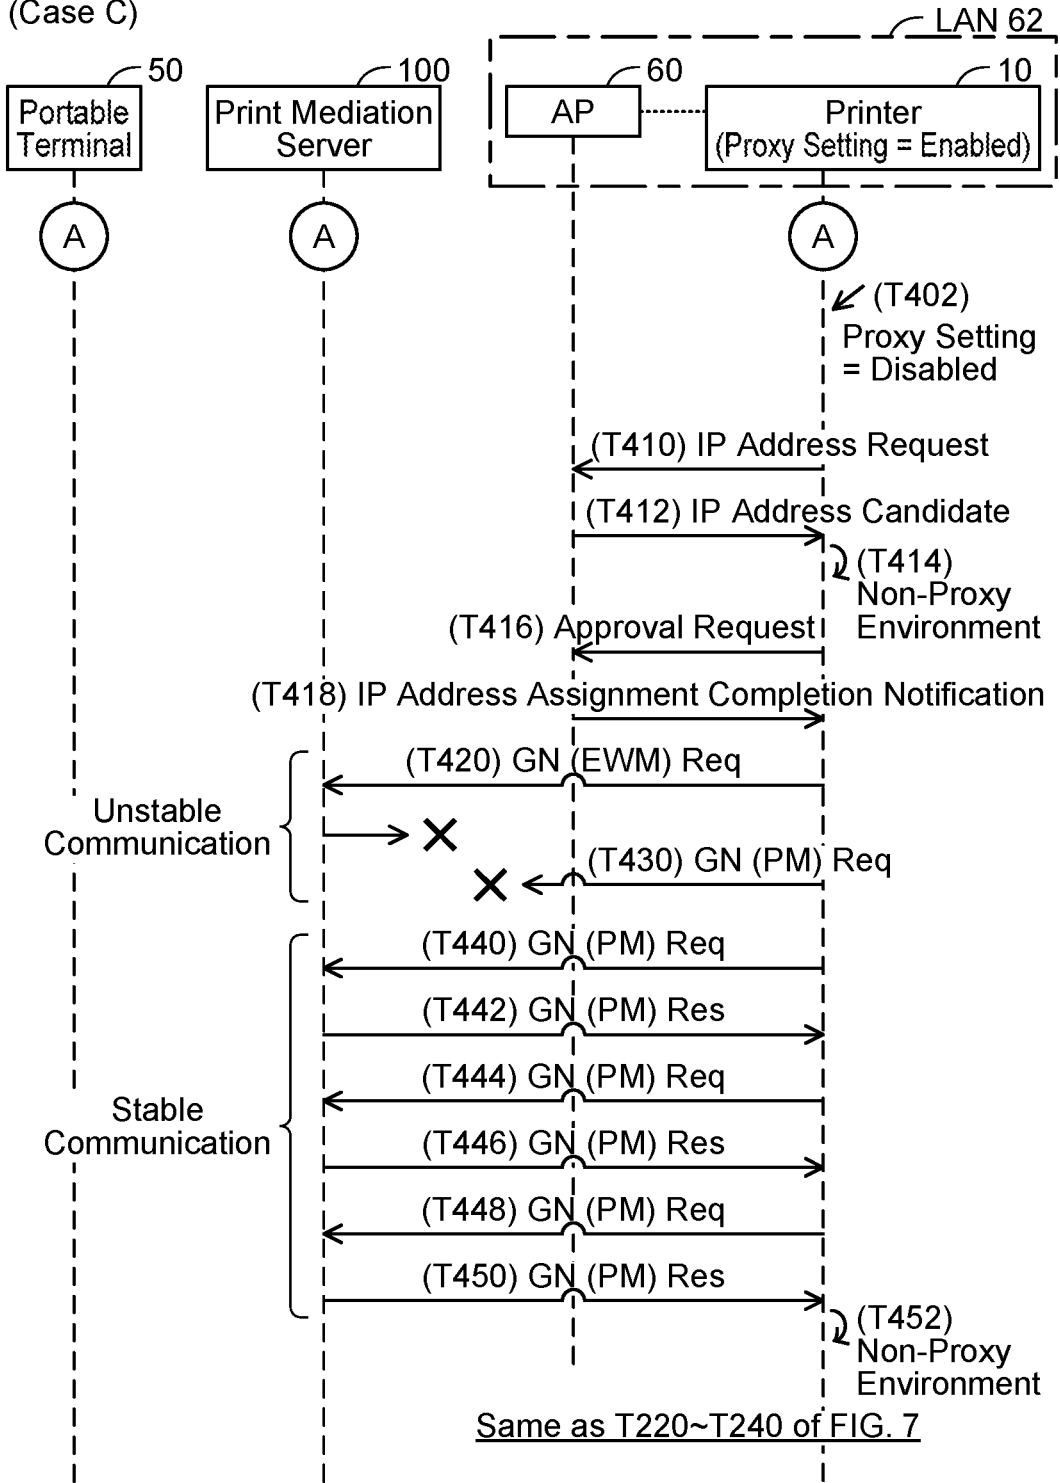 (Case C)
LAN 62
50
100
60
10
Portable
Terminal
Print Mediation
Server
AP
Printer
(Proxy Setting = Enabled)
A
A
A
(T402)
Proxy Setting
= Disabled
(T410) IP Address Request
(T412) IP Address Candidate
(T414)
Non-Proxy
Environment
(T416) Approval Request
(T418) IP Address Assignment Completion Notification
(T420) GN (EWM) Req
Unstable
Communication
(T430) GN (PM) Req
(T440) GN (PM) Req
(T442) GN (PM) Res
(T444) GN (PM) Req
Stable
Communication
(T446) GN (PM) Res
(T448) GN (PM) Req
(T450) GN (PM) Res
(T452)
Non-Proxy
Environment
Same as T220~T240 of FIG. 7